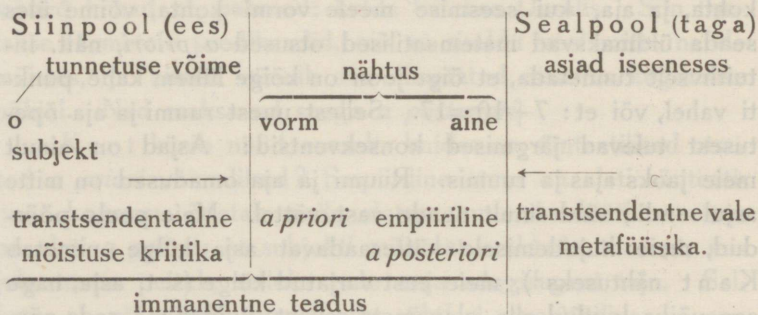 Siinpool (ees)
Sealpool (taga)
tunnetuse võime
nähtus
asjad iseeneses
o
vorm
aine
subjekt
transtsendentaalne
a priori empiiriline
transtsendentne vale
mõistuse kriitika
a posteriori
metafüüsika.
immanentne teadus